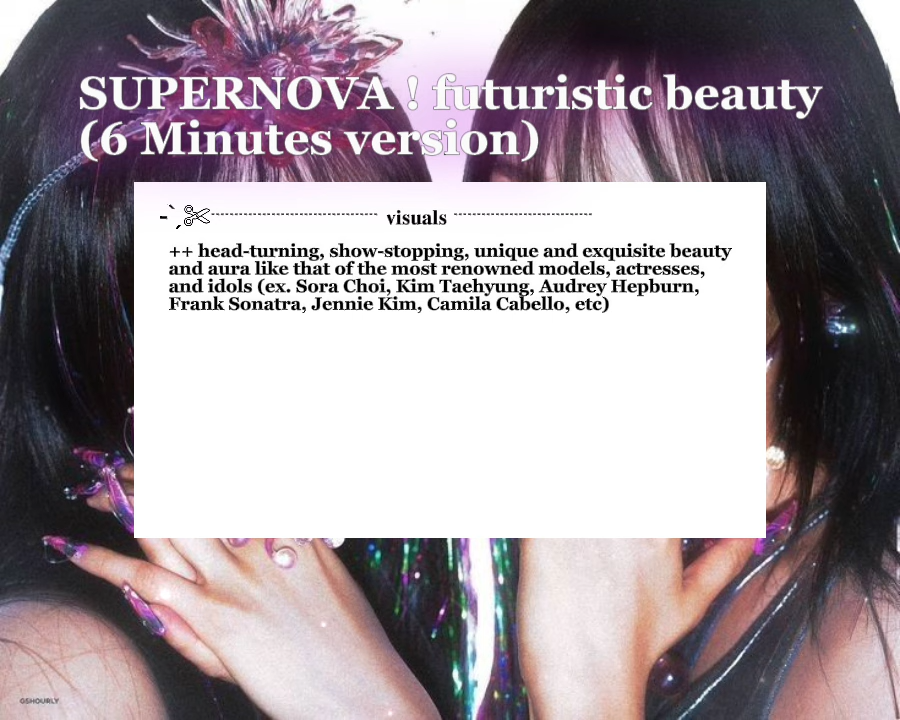 SUPERNOVA ! futuristic beauty
(6 Minutes version)
-ˋˏ✄---------------------------------- visuals ----------------------------
++ head-turning, show-stopping, unique and exquisite beauty
and aura like that of the most renowned models, actresses,
and idols (ex. Sora Choi, Kim Taehyung, Audrey Hepburn,
Frank Sonatra, Jennie Kim, Camila Cabello, etc)
GSHOURLY